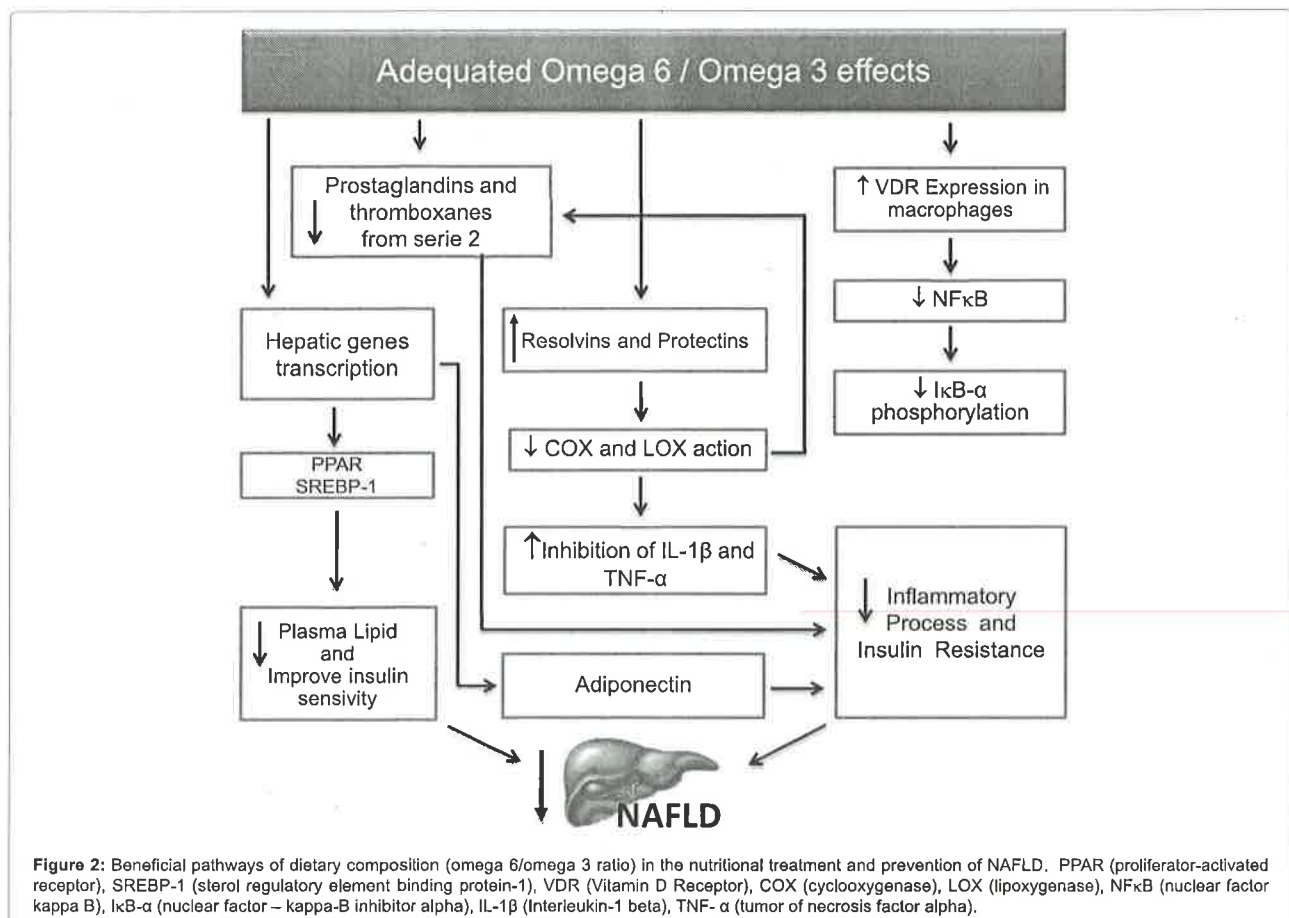 Adequated Omega 6 / Omega 3 effects
Prostaglandins and
↓ thromboxanes
from serie 2
↑ VDR Expression in
macrophages
↓ NFκB
↓ IκB-α
phosphorylation
Hepatic genes
transcription
↑ Resolvins and Protectins
↓ COX and LOX action
PPAR
SREBP-1
↑ Inhibition of IL-1β and
TNF-α
↓ Plasma Lipid
and
Improve insulin
sensivity
Adiponectin
↓ Inflammatory
Process and
Insulin Resistance
↓ NAFLD
Figure 2: Beneficial pathways of dietary composition (omega 6/omega 3 ratio) in the nutritional treatment and prevention of NAFLD. PPAR (proliferator-activated
receptor), SREBP-1 (sterol regulatory element binding protein-1), VDR (Vitamin D Receptor), COX (cyclooxygenase), LOX (lipoxygenase), NFκB (nuclear factor
kappa B), IκB-α (nuclear factor – kappa-B inhibitor alpha), IL-1β (Interleukin-1 beta), TNF- α (tumor of necrosis factor alpha).